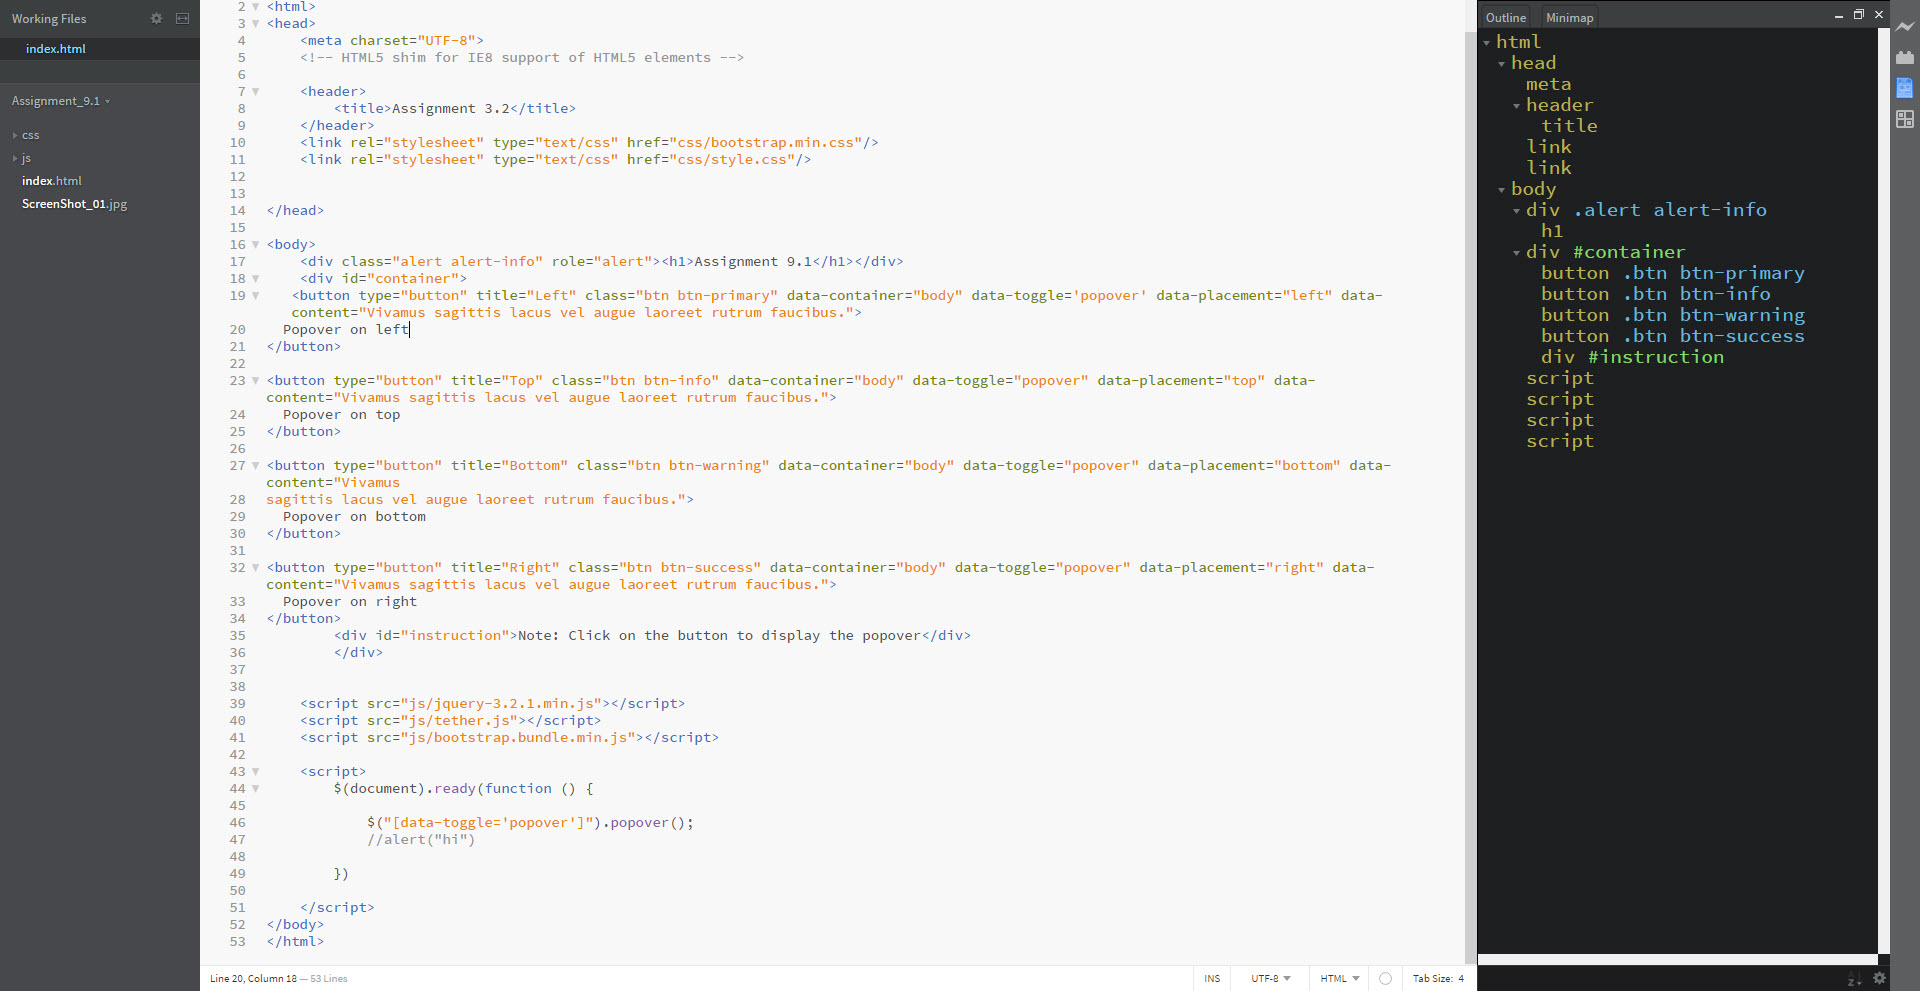 Working Files
index.html
Assignment_9.1
css
js
index.html
ScreenShot_01.jpg
2 <html>
3 <head>
4 <meta charset="UTF-8">
5 <!-- HTML5 shim for IE8 support of HTML5 elements -->
6
7 <header>
8 <title>Assignment 3.2</title>
9 </header>
10 <link rel="stylesheet" type="text/css" href="css/bootstrap.min.css"/>
11 <link rel="stylesheet" type="text/css" href="css/style.css"/>
12
13
14 </head>
15
16 <body>
17 <div class="alert alert-info" role="alert"><h1>Assignment 9.1</h1></div>
18 <div id="container">
19 <button type="button" title="Left" class="btn btn-primary" data-container="body" data-toggle='popover' data-placement="left" data-
content="Vivamus sagittis lacus vel augue laoreet rutrum faucibus.">
20 Popover on left
21 </button>
22
23 <button type="button" title="Top" class="btn btn-info" data-container="body" data-toggle="popover" data-placement="top" data-
content="Vivamus sagittis lacus vel augue laoreet rutrum faucibus.">
24 Popover on top
25 </button>
26
27 <button type="button" title="Bottom" class="btn btn-warning" data-container="body" data-toggle="popover" data-placement="bottom" data-
content="Vivamus
28 sagittis lacus vel augue laoreet rutrum faucibus.">
29 Popover on bottom
30 </button>
31
32 <button type="button" title="Right" class="btn btn-success" data-container="body" data-toggle="popover" data-placement="right" data-
content="Vivamus sagittis lacus vel augue laoreet rutrum faucibus.">
33 Popover on right
34 </button>
35 <div id="instruction">Note: Click on the button to display the popover</div>
36 </div>
37
38
39 <script src="js/jquery-3.2.1.min.js"></script>
40 <script src="js/tether.js"></script>
41 <script src="js/bootstrap.bundle.min.js"></script>
42
43 <script>
44 $(document).ready(function () {
45
46 $("[data-toggle='popover']").popover();
47 //alert("hi")
48
49 })
50
51 </script>
52 </body>
53 </html>
Line 20, Column 18 — 53 Lines
INS
UTF-8
HTML
Tab Size: 4
Outline
Minimap
html
head
meta
header
title
link
link
body
div .alert alert-info
h1
div #container
button .btn btn-primary
button .btn btn-info
button .btn btn-warning
button .btn btn-success
div #instruction
script
script
script
script